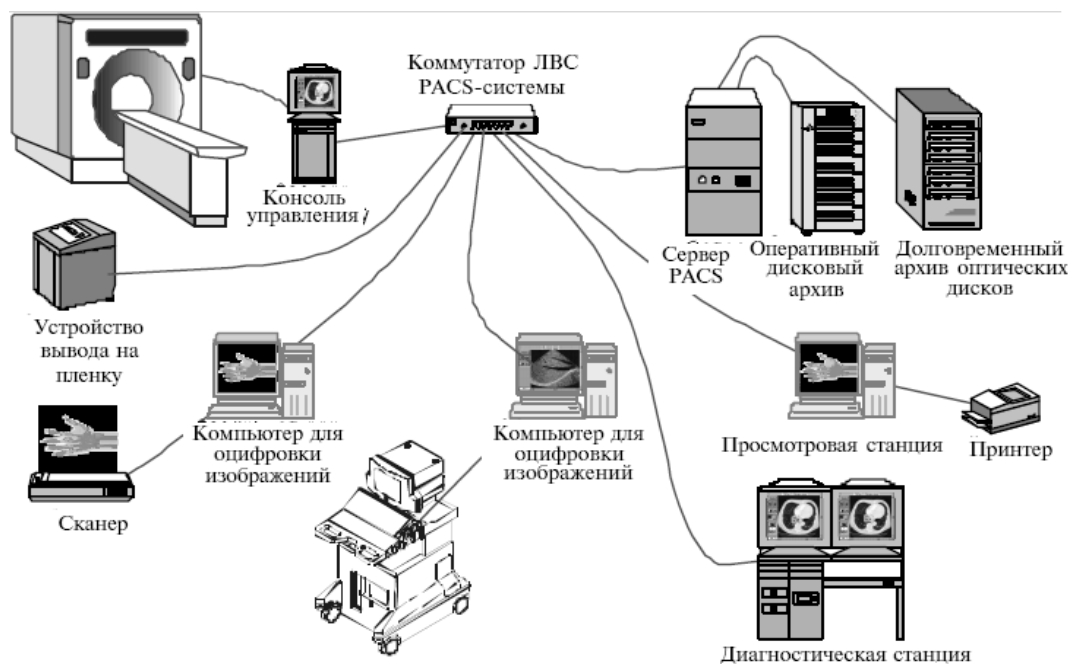 Коммутатор ЛВС
PACS-системы
Консоль
управления
Сервер
PACS
Оперативный
дисковый
архив
Долговременный
архив оптических
дисков
Устройство
вывода на
пленку
Компьютер для
оцифровки
изображений
Компьютер для
оцифровки
изображений
Просмотровая станция
Принтер
Сканер
Диагностическая станция